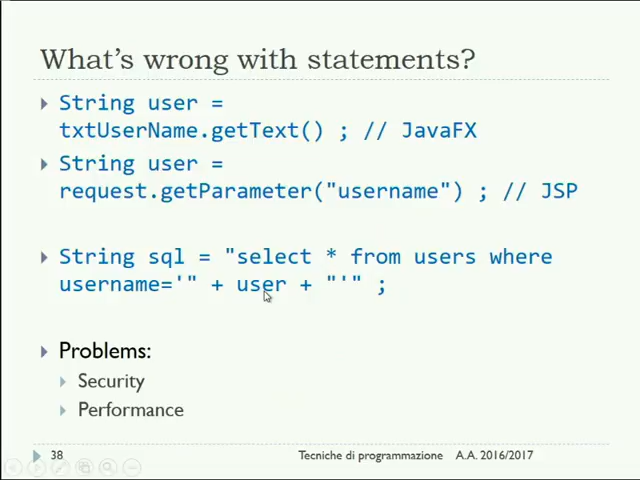 What's wrong with statements?
String user =
txtUserName.getText() ; // JavaFX
String user =
request.getParameter("username") ; // JSP
String sql = "select * from users where
username='" + user + "'" ;
Problems:
Security
Performance
38 Tecniche di programmazione A.A. 2016/2017